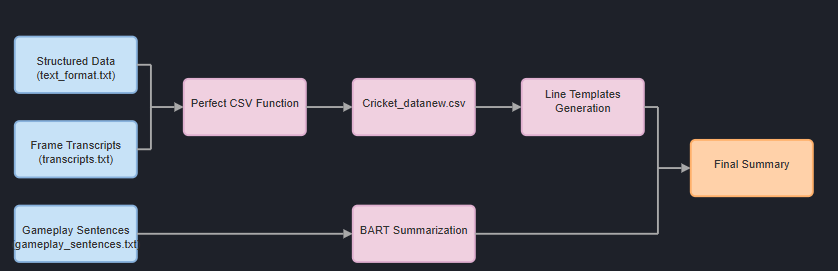 Structured Data
(text_format.txt)
Frame Transcripts
(transcripts.txt)
Gameplay Sentences
gameplay_sentences.txt
Perfect CSV Function
Cricket_datanew.csv
Line Templates
Generation
BART Summarization
Final Summary